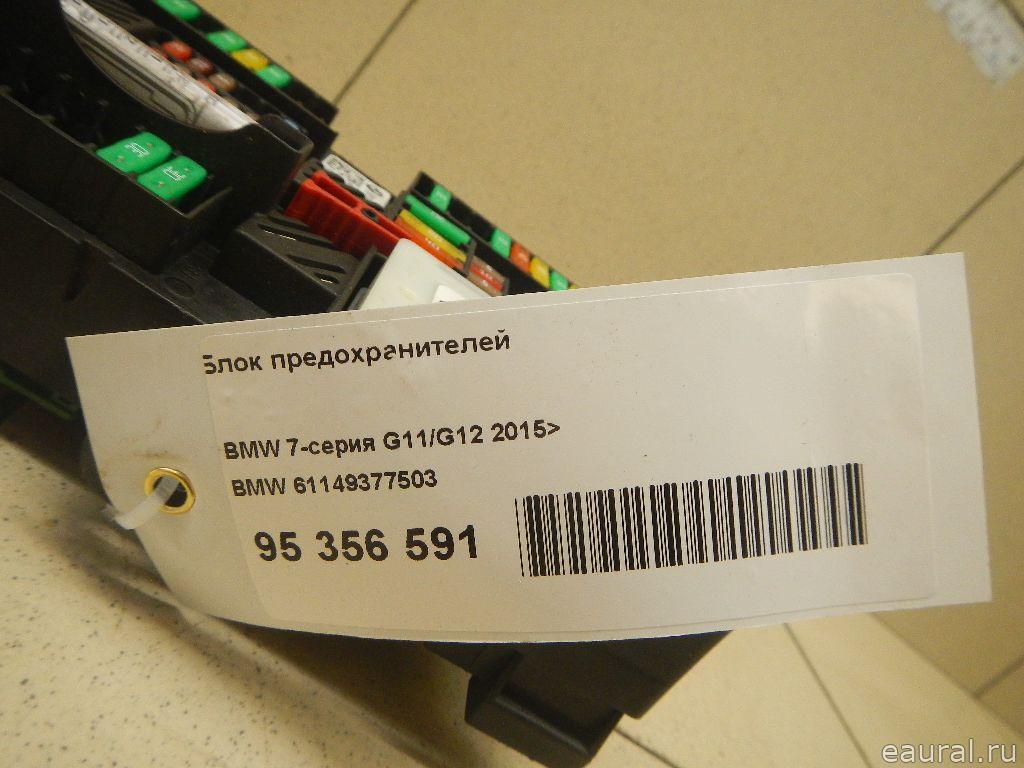 Блок предохранителей
BMW 7-серия G11/G12 2015>
BMW 61149377503
95 356 591
eaural.ru